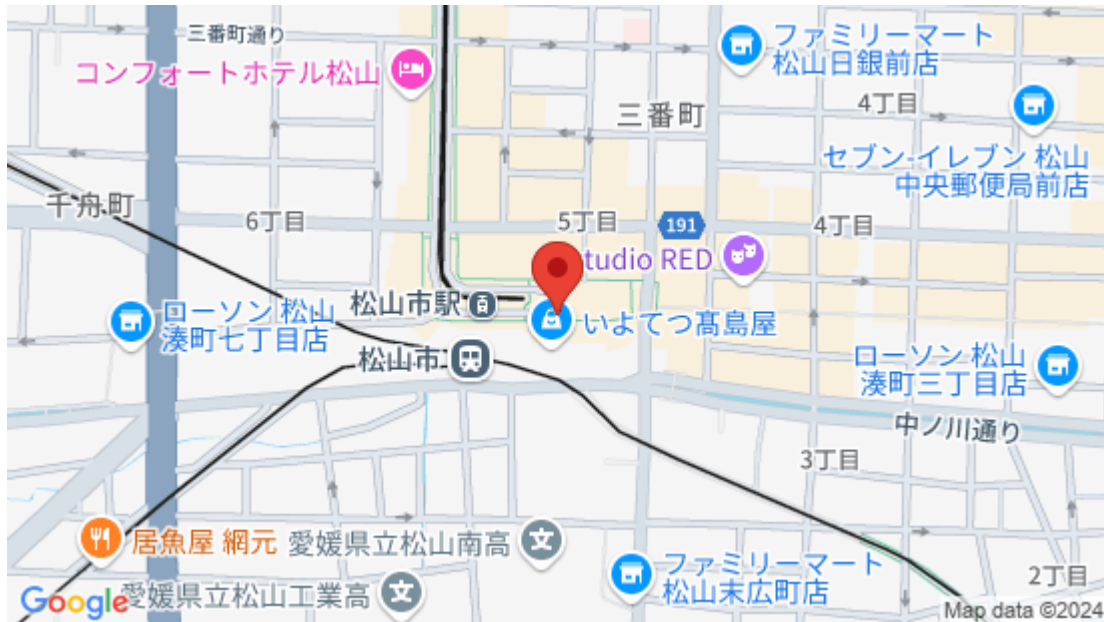 三番町通り
コンフォートホテル松山
ファミリーマート
松山日銀前店
三番町
4丁目
セブン-イレブン 松山
中央郵便局前店
千舟町
6丁目
5丁目
191
4丁目
tudio RED
松山市駅
ローソン 松山
湊町七丁目店
いよてつ髙島屋
松山市
ローソン 松山
湊町三丁目店
中ノ川通り
3丁目
居魚屋 網元
愛媛県立松山南高
ファミリーマート
松山末広町店
2丁目
Google
愛媛県立松山工業高
Map data ©2024